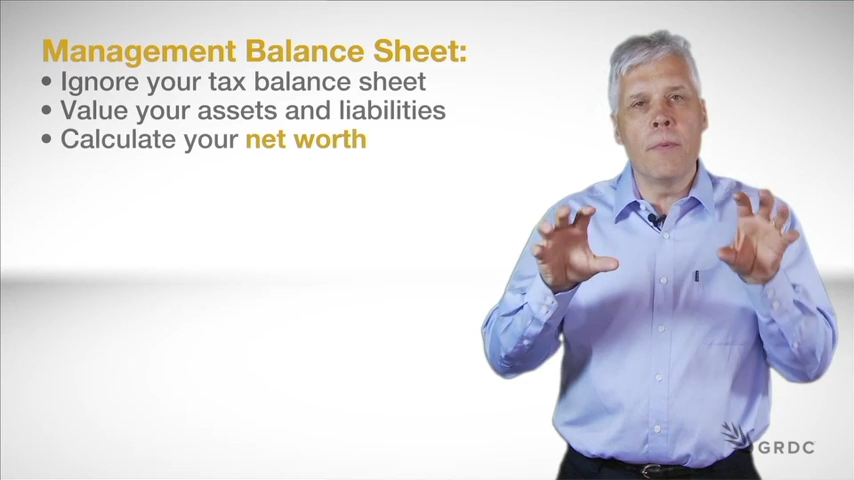 Management Balance Sheet:
• Ignore your tax balance sheet
• Value your assets and liabilities
• Calculate your net worth
GRDC